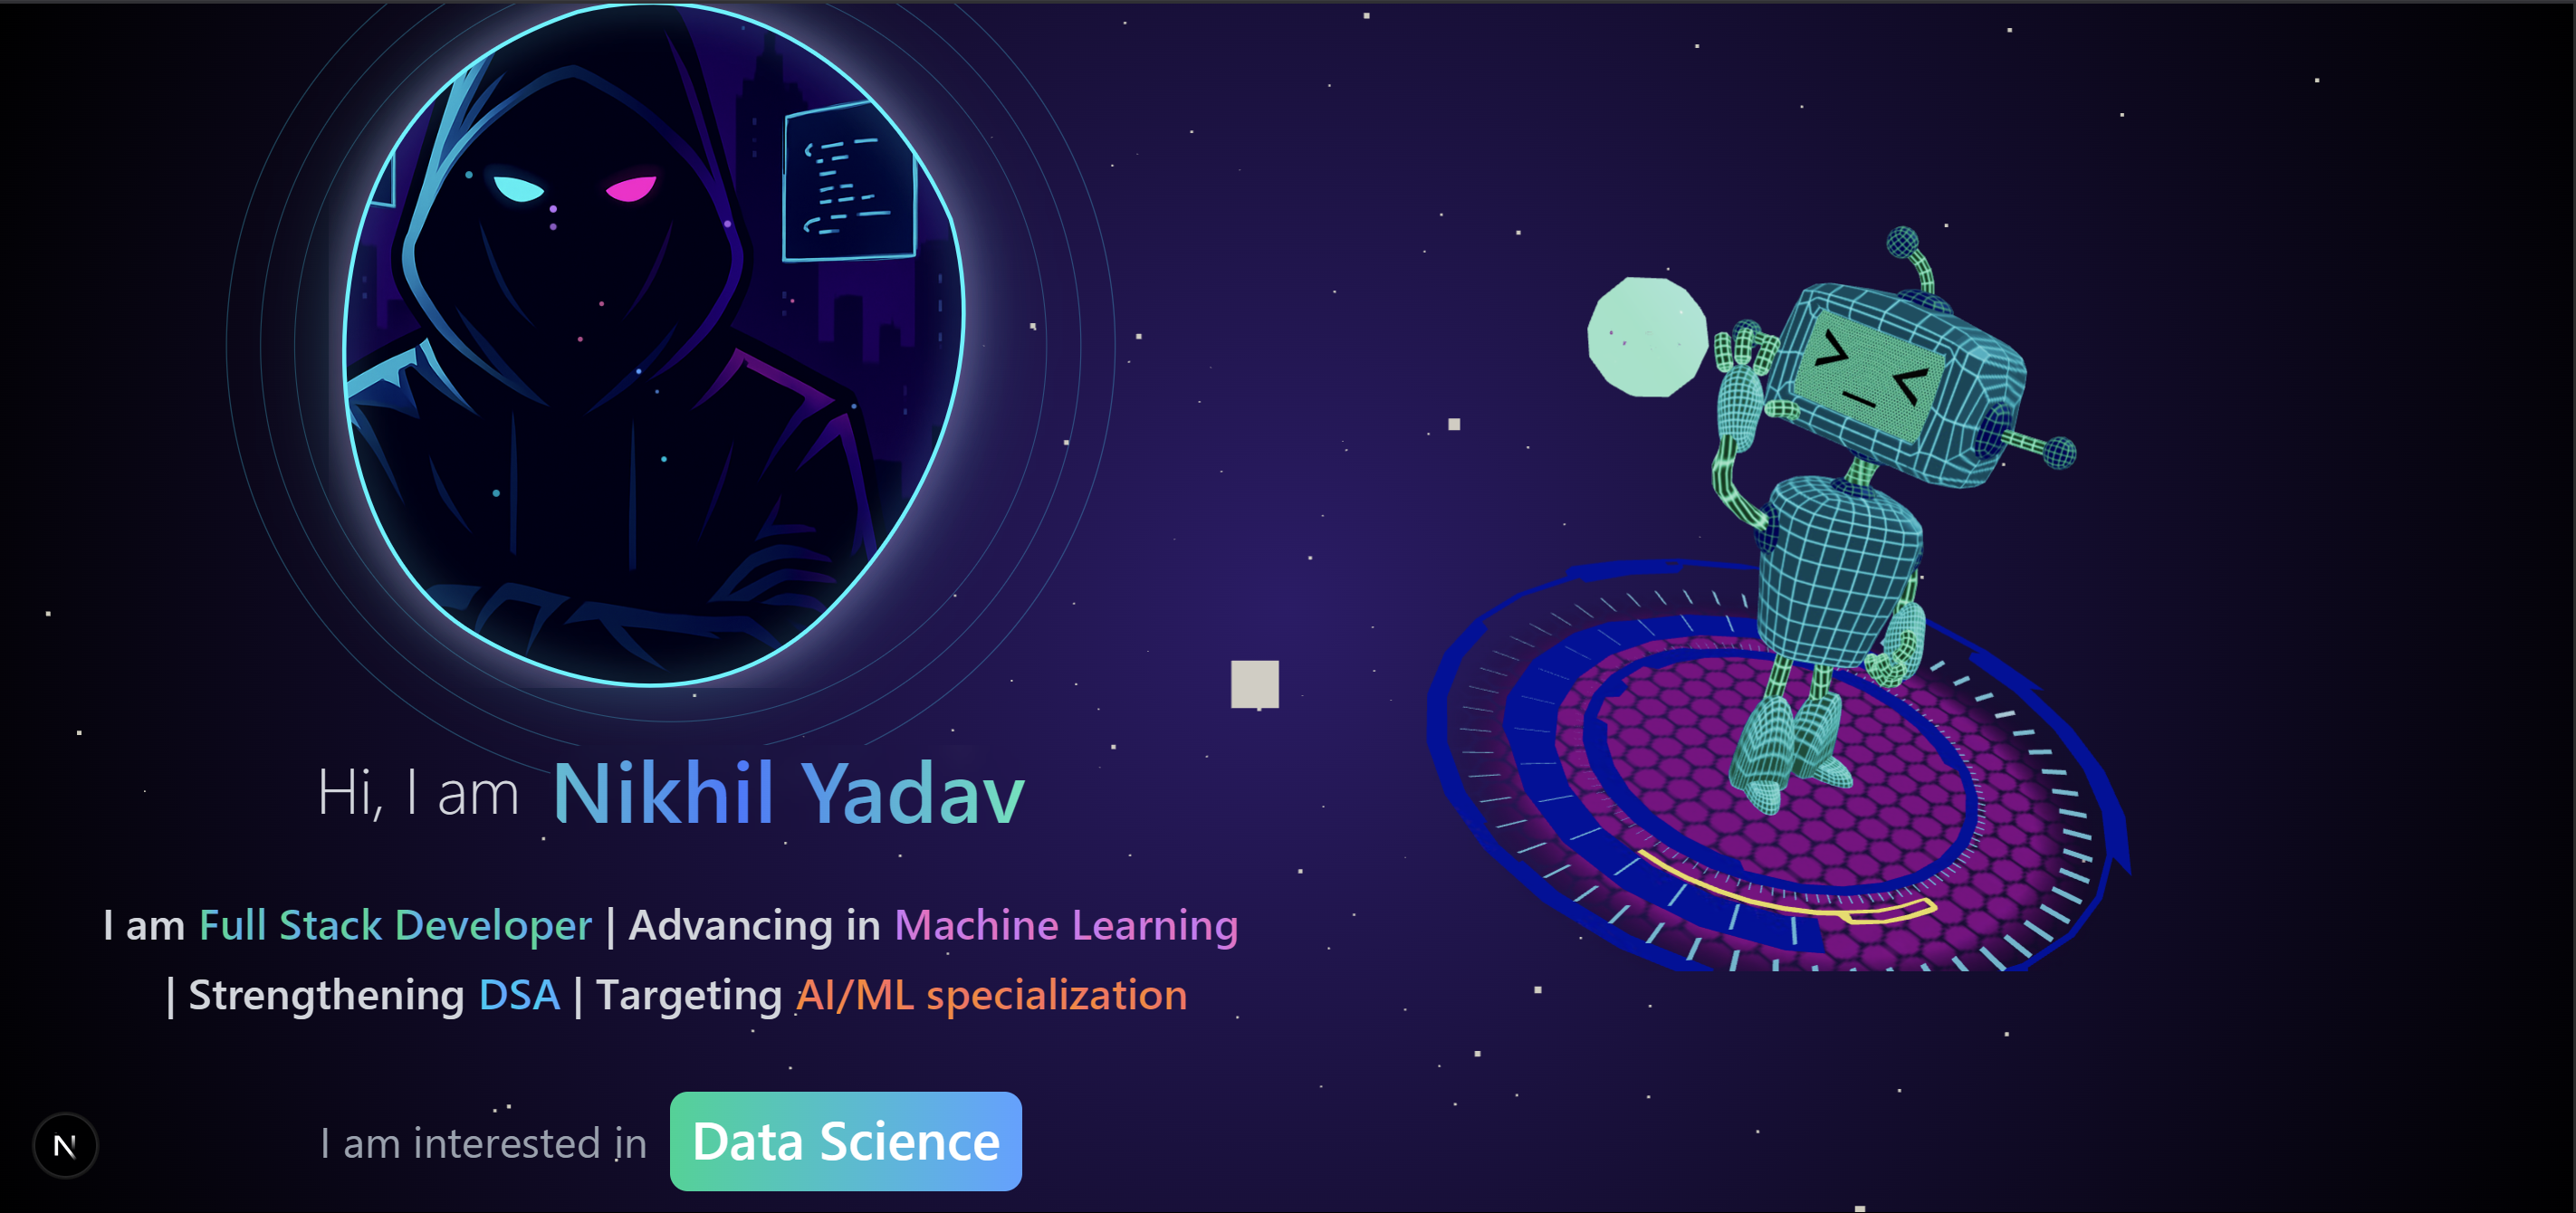 Hi, I am Nikhil Yadav
I am Full Stack Developer | Advancing in Machine Learning
| Strengthening DSA | Targeting AI/ML specialization
I am interested in Data Science
N